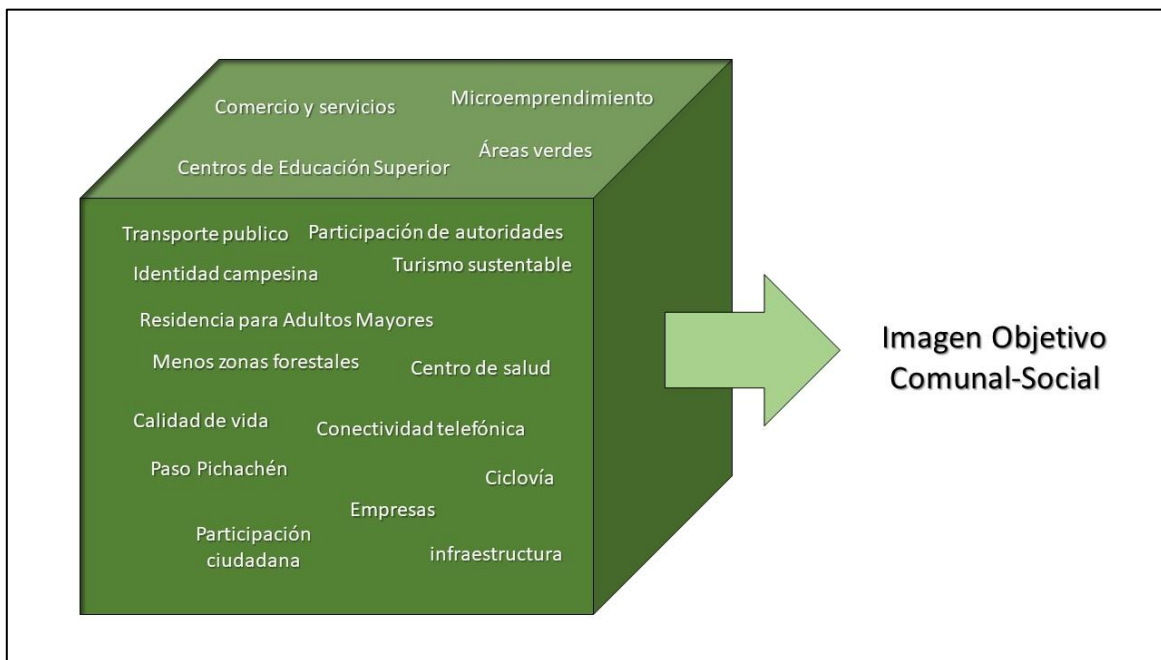 Comercio y servicios
Microemprendimiento
Centros de Educación Superior
Áreas verdes
Transporte publico
Participación de autoridades
Identidad campesina
Turismo sustentable
Residencia para Adultos Mayores
Menos zonas forestales
Centro de salud
Calidad de vida
Conectividad telefónica
Paso Pichachén
Ciclovía
Empresas
Participación
ciudadana
infraestructura
Imagen Objetivo
Comunal-Social